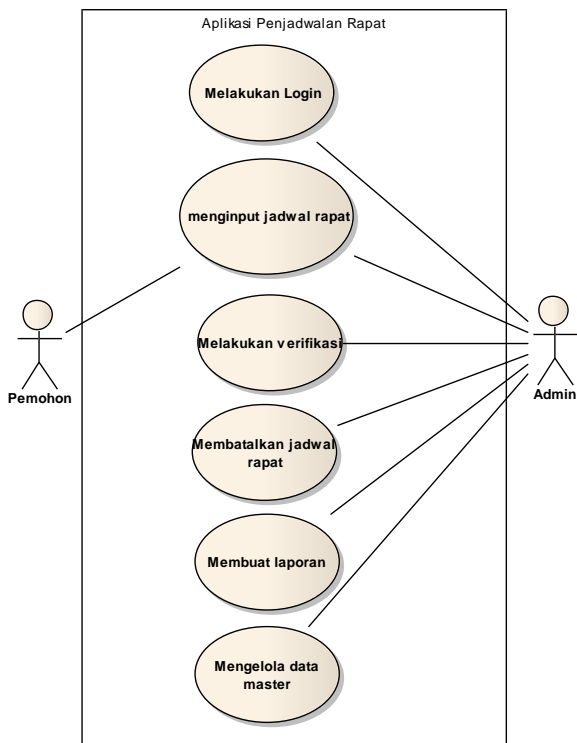 Aplikasi Penjadwalan Rapat
Melakukan Login
menginput jadwal rapat
Melakukan verifikasi
Pemohon
Admin
Membatalkan jadwal
rapat
Membuat laporan
Mengelola data
master